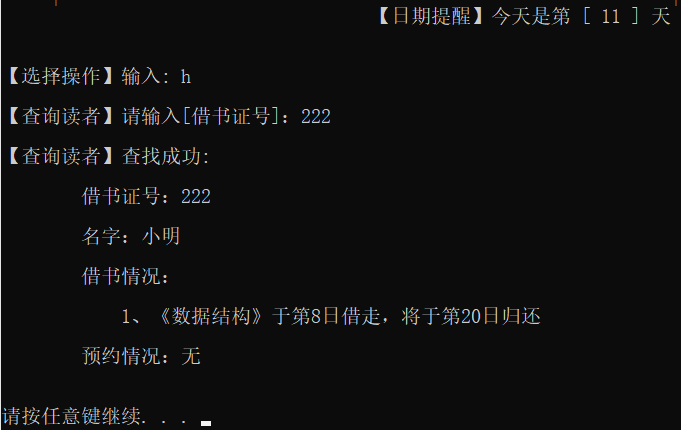 【日期提醒】今天是第 [ 11 ] 天
【选择操作】输入: h
【查询读者】请输入[借书证号]：222
【查询读者】查找成功:
借书证号：222
名字：小明
借书情况：
1、《数据结构》于第8日借走，将于第20日归还
预约情况：无
请按任意键继续. . .